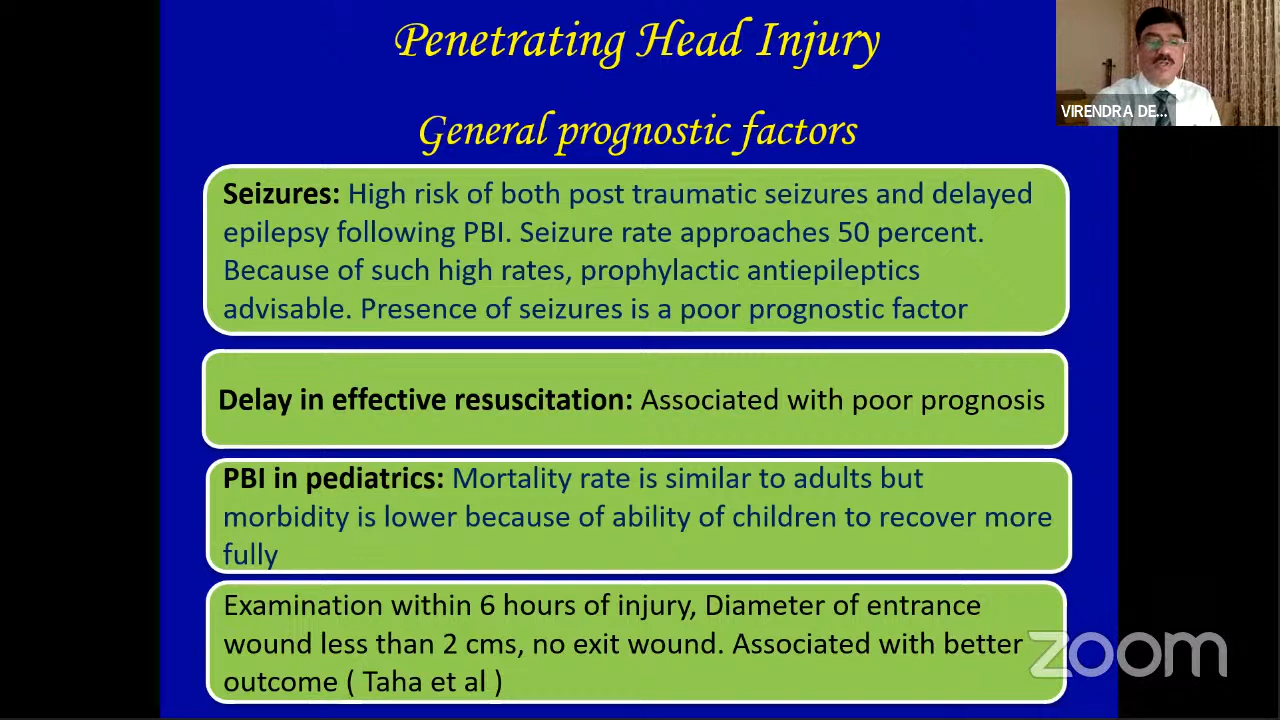 Penetrating Head Injury
VIRENDRA DE...
General prognostic factors
Seizures: High risk of both post traumatic seizures and delayed
epilepsy following PBI. Seizure rate approaches 50 percent.
Because of such high rates, prophylactic antiepileptics
advisable. Presence of seizures is a poor prognostic factor
Delay in effective resuscitation: Associated with poor prognosis
PBI in pediatrics: Mortality rate is similar to adults but
morbidity is lower because of ability of children to recover more
fully
Examination within 6 hours of injury, Diameter of entrance
wound less than 2 cms, no exit wound. Associated with better
outcome ( Taha et al )
zoom